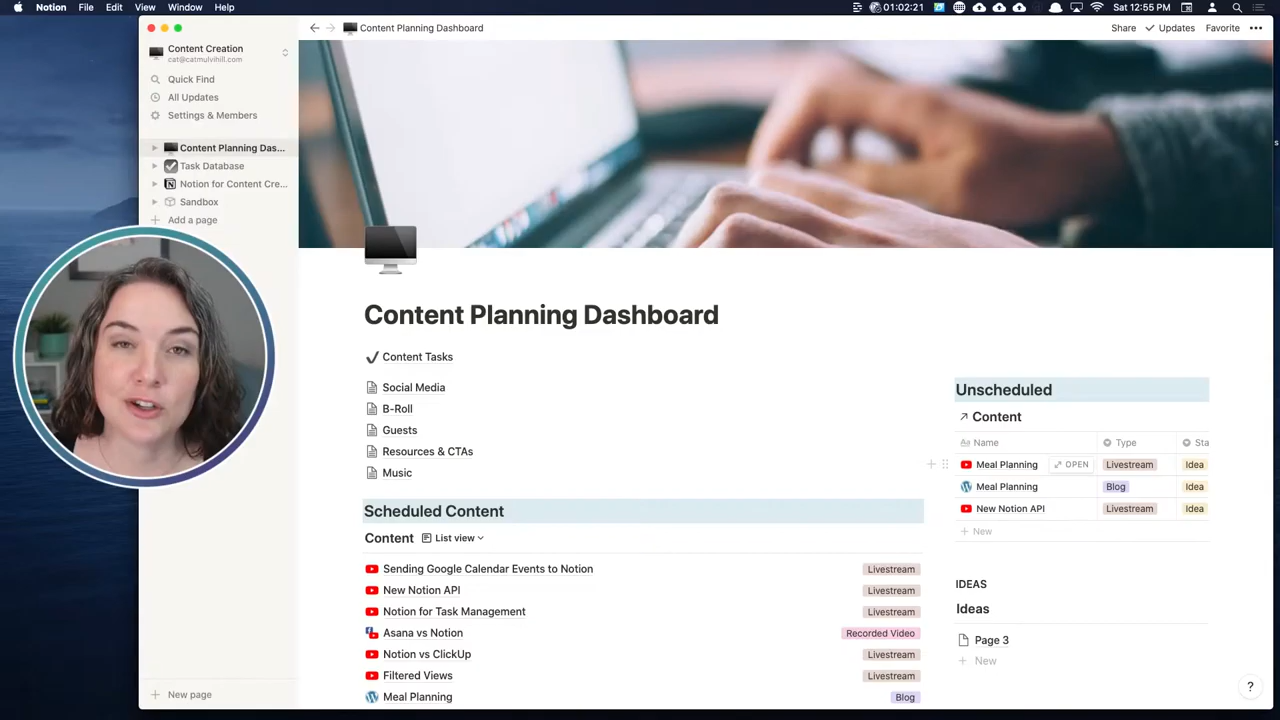 Notion File Edit View Window Help
01:02:21
Sat 12:55 PM
Content Creation
cat@catmulvihill.com
Quick Find
All Updates
Settings & Members
Content Planning Das...
Task Database
Notion for Content Cre...
Sandbox
Add a page
New page
Content Planning Dashboard
Share Updates Favorite
Content Planning Dashboard
Content Tasks
Social Media
B-Roll
Guests
Resources & CTAs
Music
Scheduled Content
Content List view
Sending Google Calendar Events to Notion Livestream
New Notion API Livestream
Notion for Task Management Livestream
Asana vs Notion Recorded Video
Notion vs ClickUp Livestream
Filtered Views Livestream
Meal Planning Blog
Unscheduled
Content
Name Type Sta
Meal Planning OPEN Livestream Idea
Meal Planning Blog Idea
New Notion API Livestream Idea
New
IDEAS
Ideas
Page 3
New
?